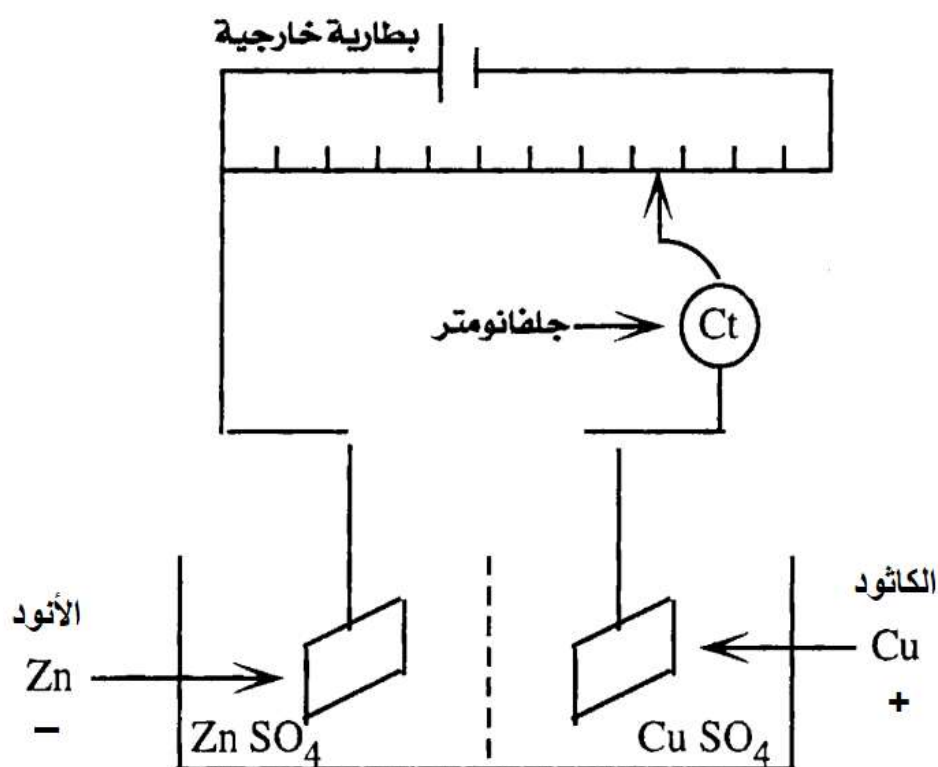 بطارية خارجية
جلفانومتر
Ct
الأنود
الكاثود
Zn
Cu
−
+
Zn SO₄
Cu SO₄